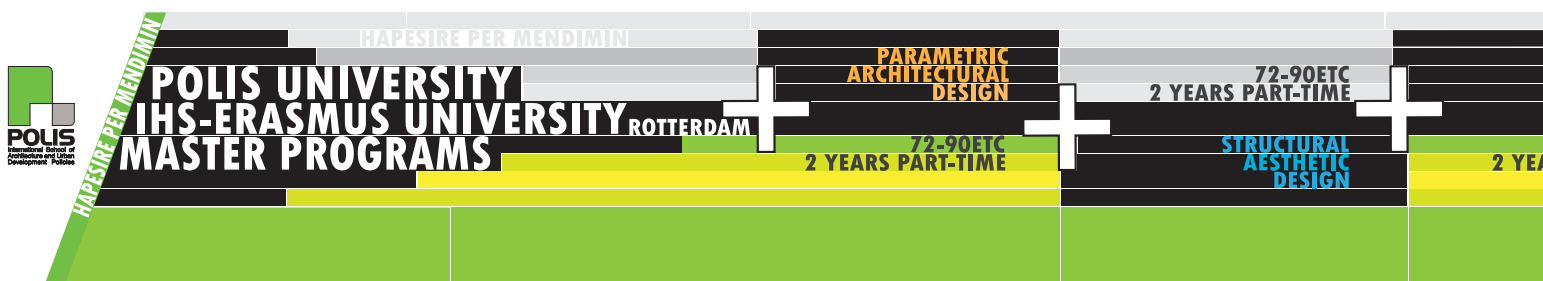 POLIS
International School of
Architecture and Urban
Development Policies
HAPESIRE PER MENDIMIN
HAPESIRE PER MENDIMIN
POLIS UNIVERSITY
IHS-ERASMUS UNIVERSITY ROTTERDAM
MASTER PROGRAMS
PARAMETRIC
ARCHITECTURAL
DESIGN
72-90ETC
2 YEARS PART-TIME
72-90ETC
2 YEARS PART-TIME
STRUCTURAL
AESTHETIC
DESIGN
2 YEA